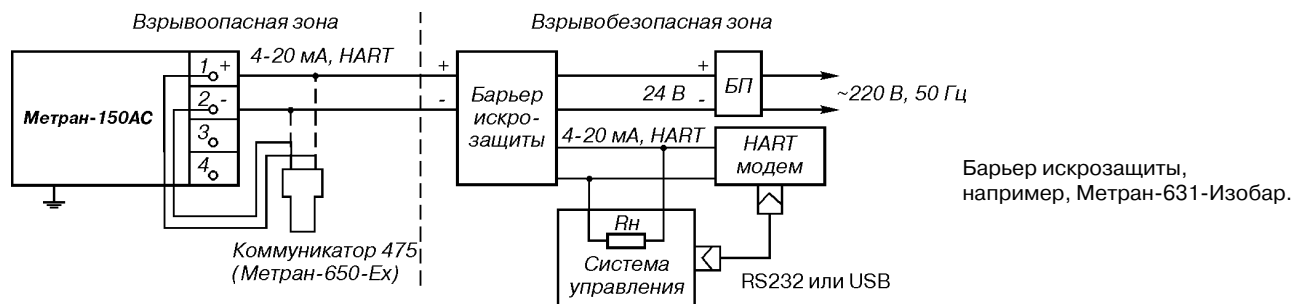 Взрывоопасная зона
Взрывобезопасная зона
4-20 мА, HART
1 +
2 -
3
4
Метран-150АС
+
-
Барьер
искро-
защиты
+
24 В
-
БП
~220 В, 50 Гц
4-20 мА, HART
HART
модем
Rн
Система
управления
RS232 или USB
Коммуникатор 475
(Метран-650-Ех)
Барьер искрозащиты,
например, Метран-631-Изобар.